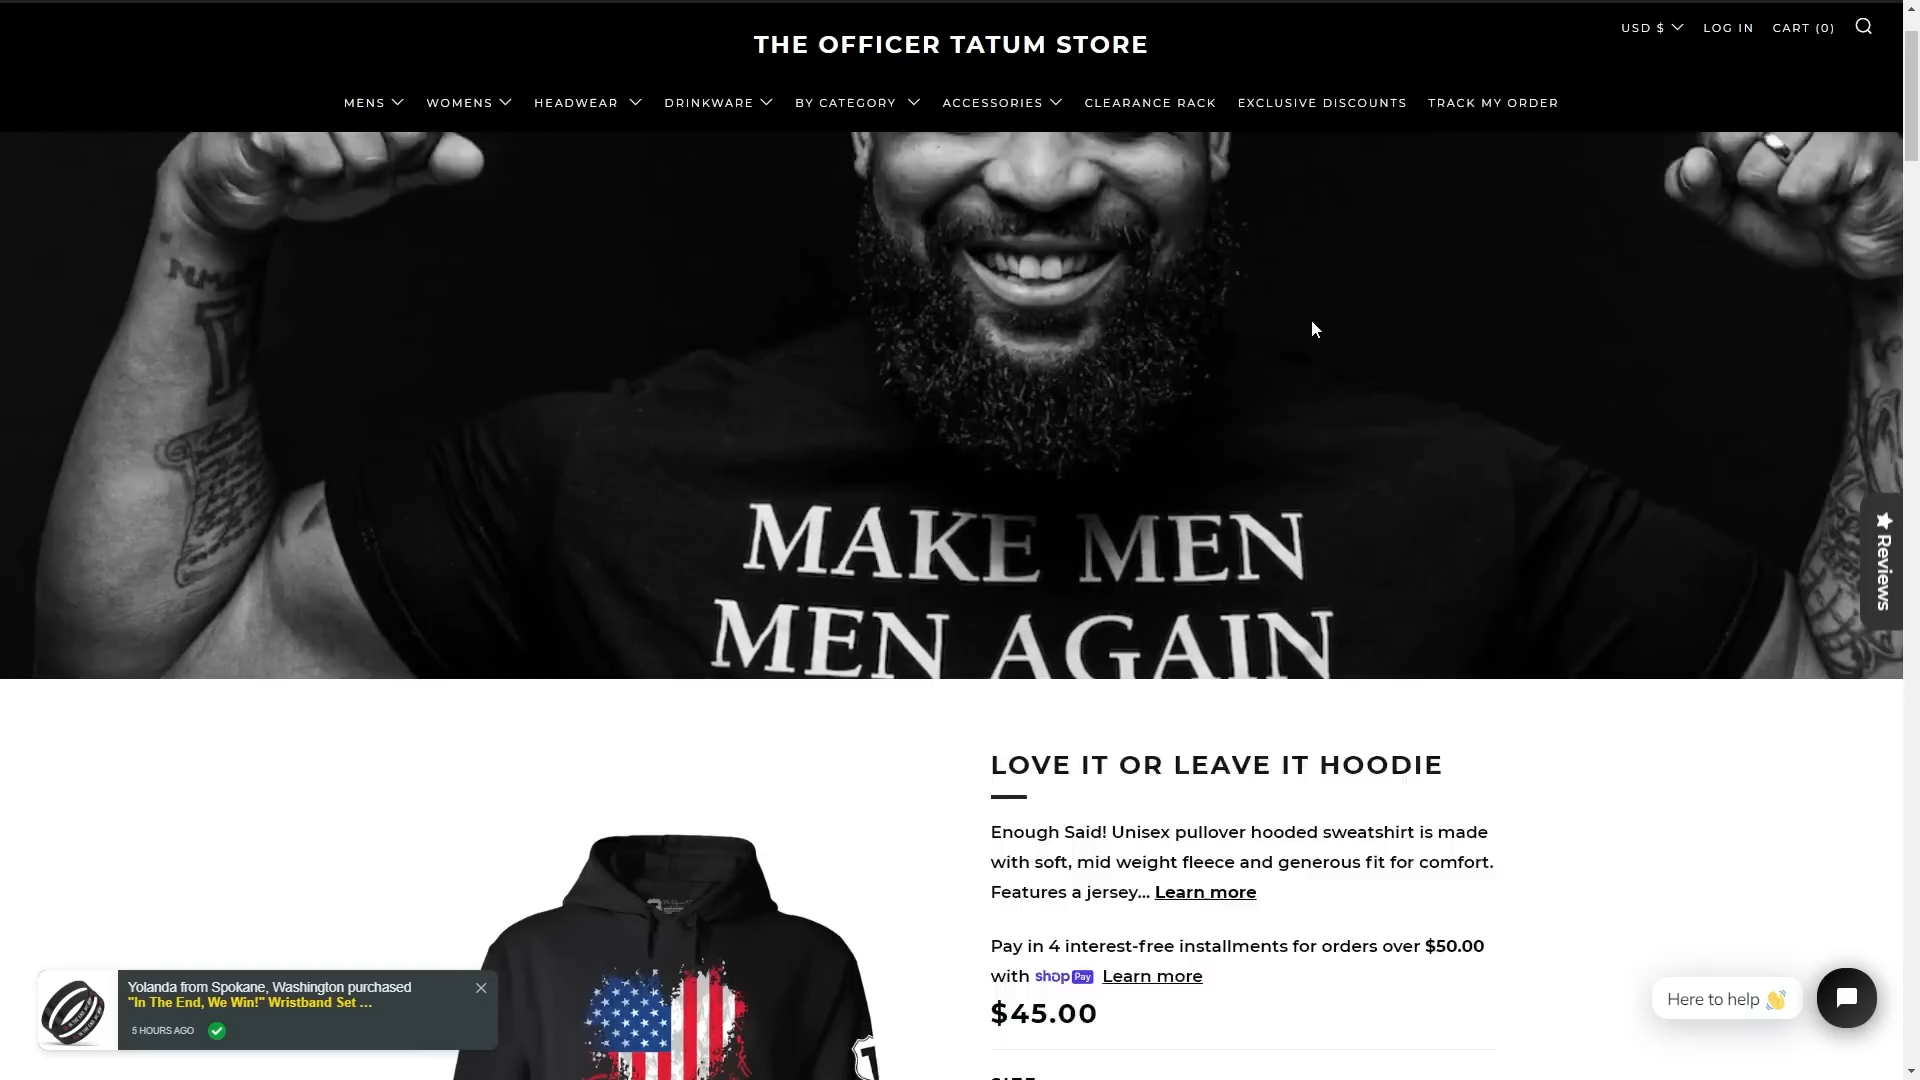 USD $
LOG IN
CART (0)
THE OFFICER TATUM STORE
MENS
WOMENS
HEADWEAR
DRINKWARE
BY CATEGORY
ACCESSORIES
CLEARANCE RACK
EXCLUSIVE DISCOUNTS
TRACK MY ORDER
MAKE MEN
MEN AGAIN
Reviews
LOVE IT OR LEAVE IT HOODIE
Enough Said! Unisex pullover hooded sweatshirt is made
with soft, mid weight fleece and generous fit for comfort.
Features a jersey... Learn more
Pay in 4 interest-free installments for orders over $50.00
with shop Pay Learn more
$45.00
Yolanda from Spokane, Washington purchased
"In The End, We Win!" Wristband Set ...
5 HOURS AGO
Here to help 👋